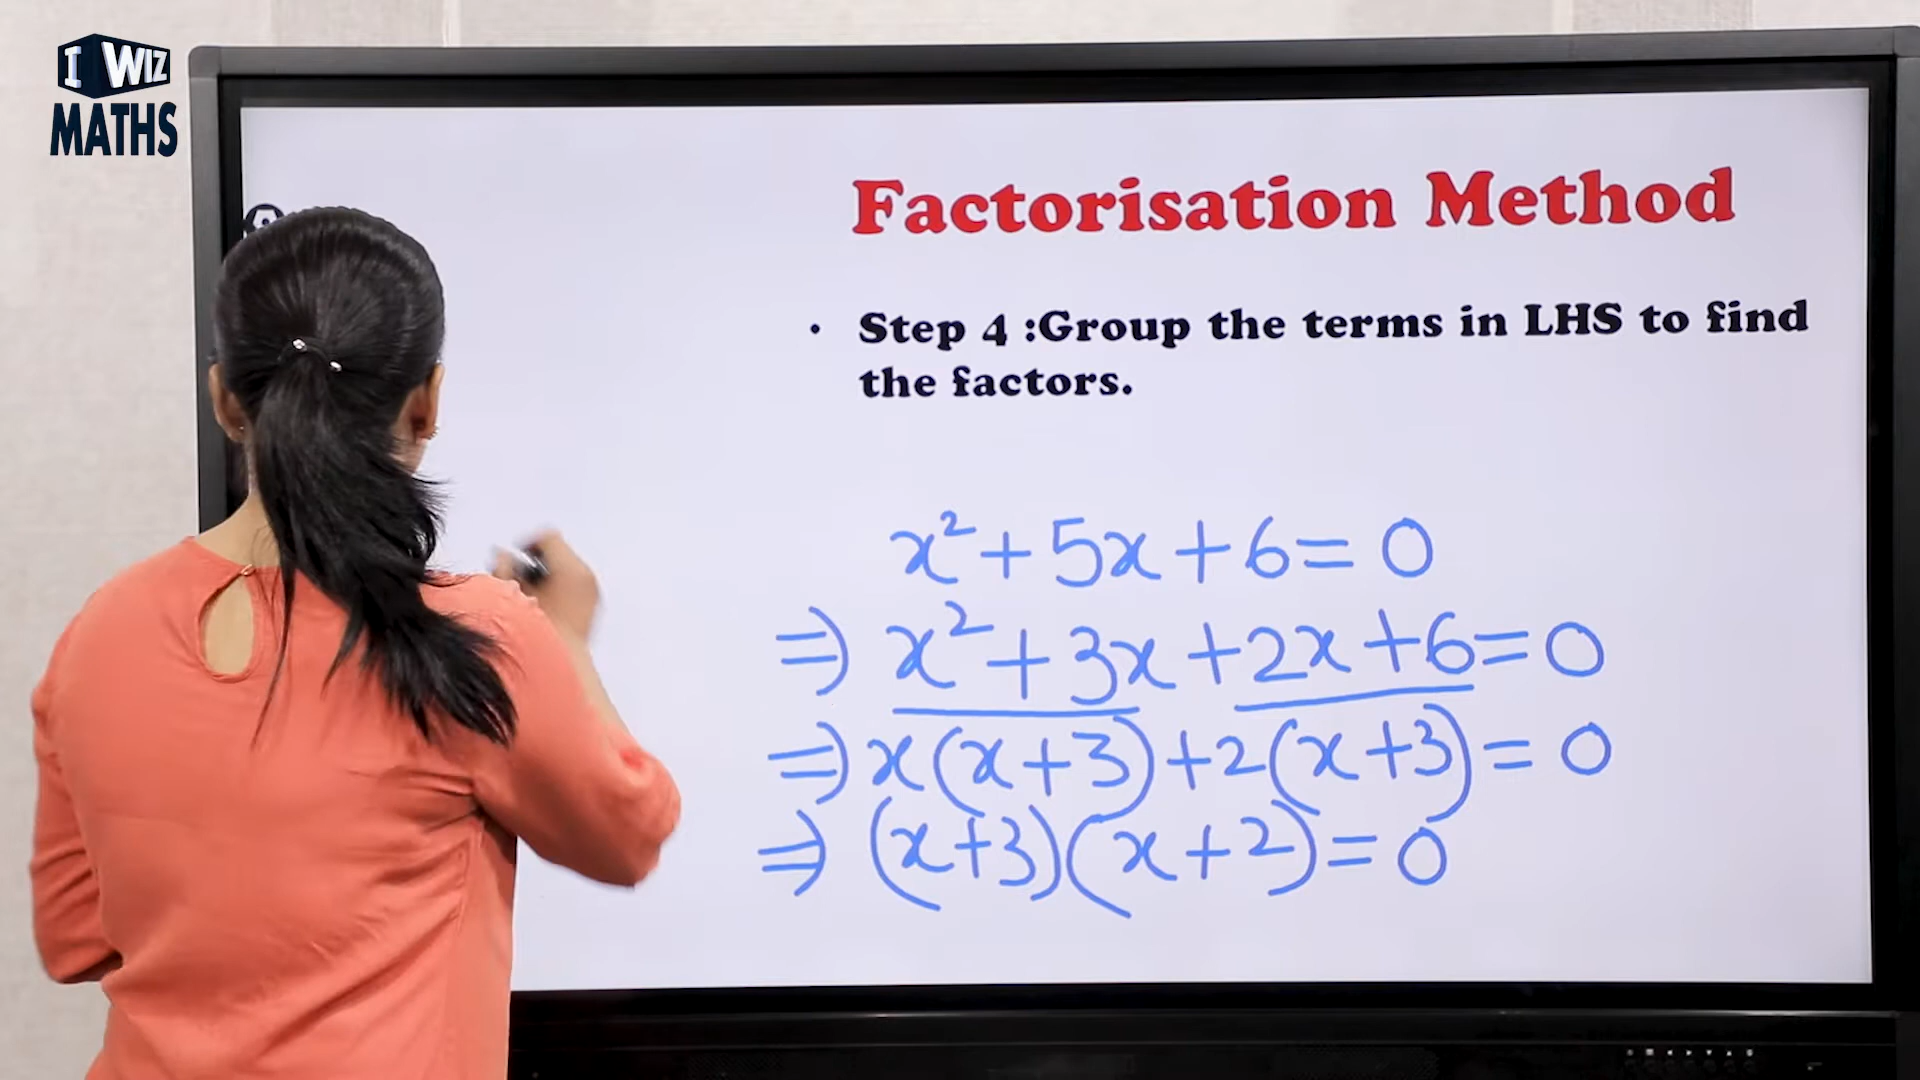 I WIZ
MATHS
Factorisation Method
• Step 4 :Group the terms in LHS to find
the factors.
x² + 5x + 6 = 0
⇒ x² + 3x + 2x + 6 = 0
⇒ x(x + 3) + 2(x + 3) = 0
⇒ (x+3)(x + 2) = 0